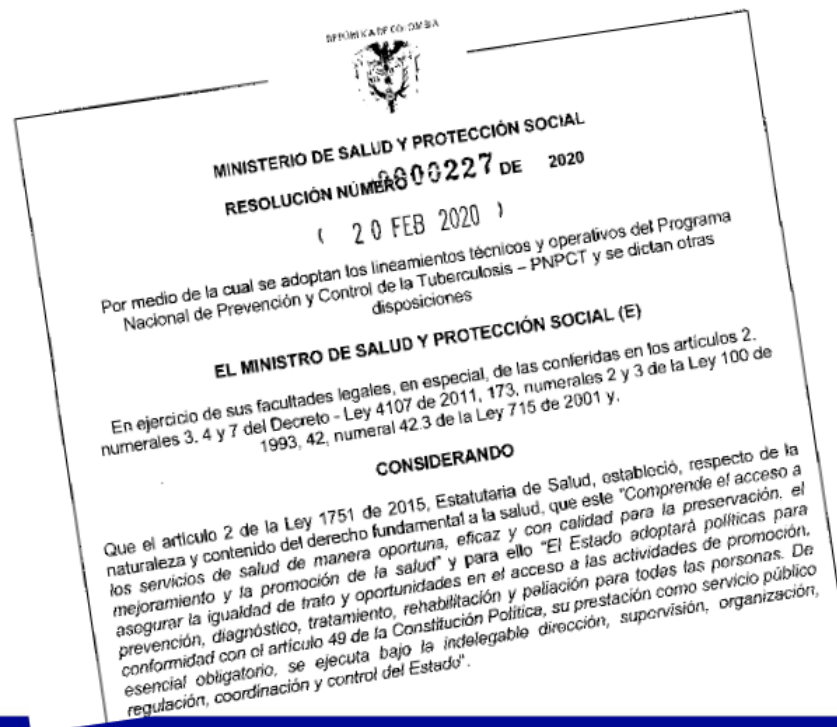 REPÚBLICA DE COLOMBIA
MINISTERIO DE SALUD Y PROTECCIÓN SOCIAL
RESOLUCIÓN NÚMERO 0000227 DE 2020
( 20 FEB 2020 )
Por medio de la cual se adoptan los lineamientos técnicos y operativos del Programa
Nacional de Prevención y Control de la Tuberculosis – PNPCT y se dictan otras
disposiciones
EL MINISTRO DE SALUD Y PROTECCIÓN SOCIAL (E)
En ejercicio de sus facultades legales, en especial, de las conferidas en los artículos 2.
numerales 3. 4 y 7 del Decreto - Ley 4107 de 2011, 173, numerales 2 y 3 de la Ley 100 de
1993, 42, numeral 42.3 de la Ley 715 de 2001 y.
CONSIDERANDO
Que el artículo 2 de la Ley 1751 de 2015, Estatutaria de Salud, estableció, respecto de la
naturaleza y contenido del derecho fundamental a la salud, que este "Comprende el acceso a
los servicios de salud de manera oportuna, eficaz y con calidad para la preservación, el
mejoramiento y la promoción de la salud" y para ello "El Estado adoptará políticas para
asegurar la igualdad de trato y oportunidades en el acceso a las actividades de promoción,
prevención, diagnóstico, tratamiento, rehabilitación y paliación para todas las personas. De
conformidad con el artículo 49 de la Constitución Política, su prestación como servicio público
esencial obligatorio, se ejecuta bajo la indelegable dirección, supervisión, organización,
regulación, coordinación y control del Estado".